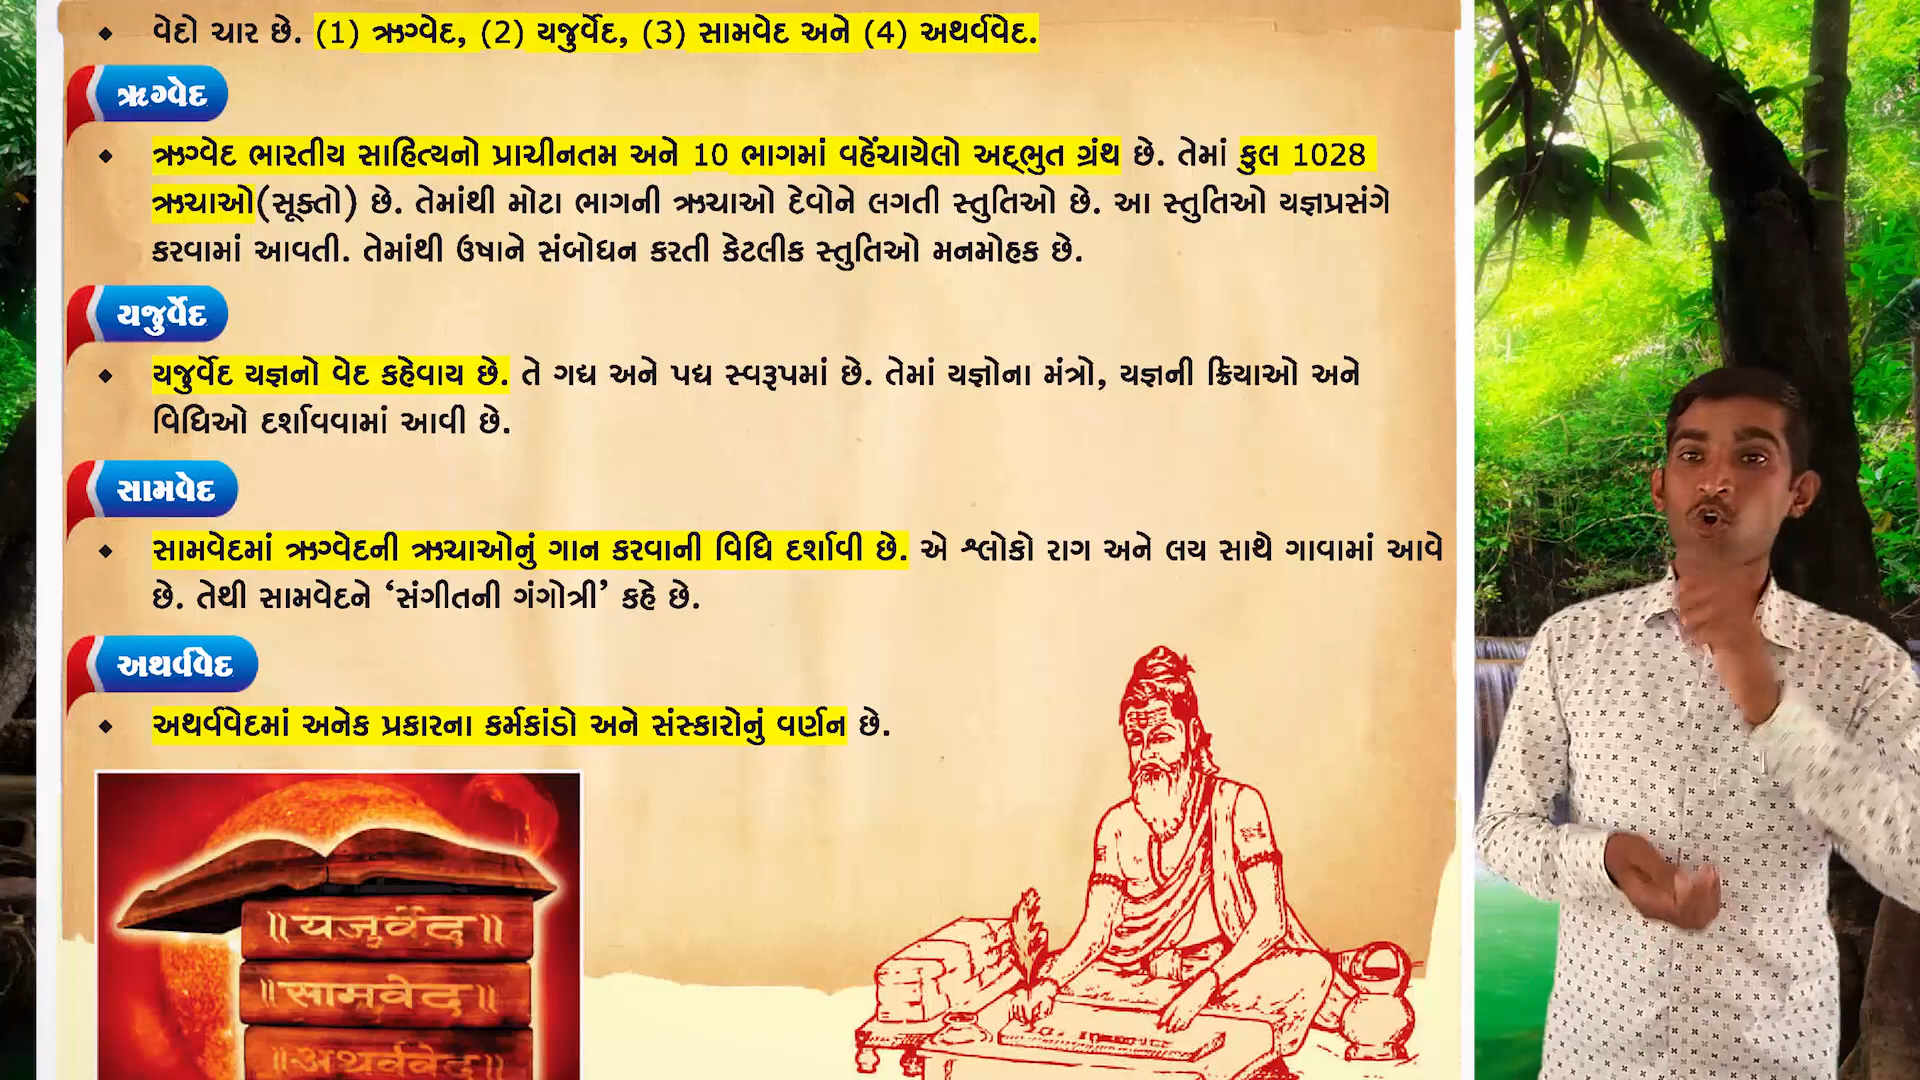 વેદો ચાર છે. (1) ઋગ્વેદ, (2) યજુર્વેદ, (3) સામવેદ અને (4) અથર્વવેદ.
ઋગ્વેદ
ઋગ્વેદ ભારતીય સાહિત્યનો પ્રાચીનતમ અને 10 ભાગમાં વહેંચાયેલો અદ્ભુત ગ્રંથ છે. તેમાં કુલ 1028
ઋચાઓ(સૂક્તો) છે. તેમાંથી મોટા ભાગની ઋચાઓ દેવોને લગતી સ્તુતિઓ છે. આ સ્તુતિઓ યજ્ઞપ્રસંગે
કરવામાં આવતી. તેમાંથી ઉષાને સંબોધન કરતી કેટલીક સ્તુતિઓ મનમોહક છે.
યજુર્વેદ
યજુર્વેદ યજ્ઞનો વેદ કહેવાય છે. તે ગદ્ય અને પદ્ય સ્વરૂપમાં છે. તેમાં યજ્ઞોના મંત્રો, યજ્ઞની ક્રિયાઓ અને
વિધિઓ દર્શાવવામાં આવી છે.
સામવેદ
સામવેદમાં ઋગ્વેદની ઋચાઓનું ગાન કરવાની વિધિ દર્શાવી છે. એ શ્લોકો રાગ અને લય સાથે ગાવામાં આવે
છે. તેથી સામવેદને ‘સંગીતની ગંગોત્રી’ કહે છે.
અથર્વવેદ
અથર્વવેદમાં અનેક પ્રકારના કર્મકાંડો અને સંસ્કારોનું વર્ણન છે.
॥યજુર્વેદ॥
॥સામવેદ॥
॥અથર્વવેદ॥